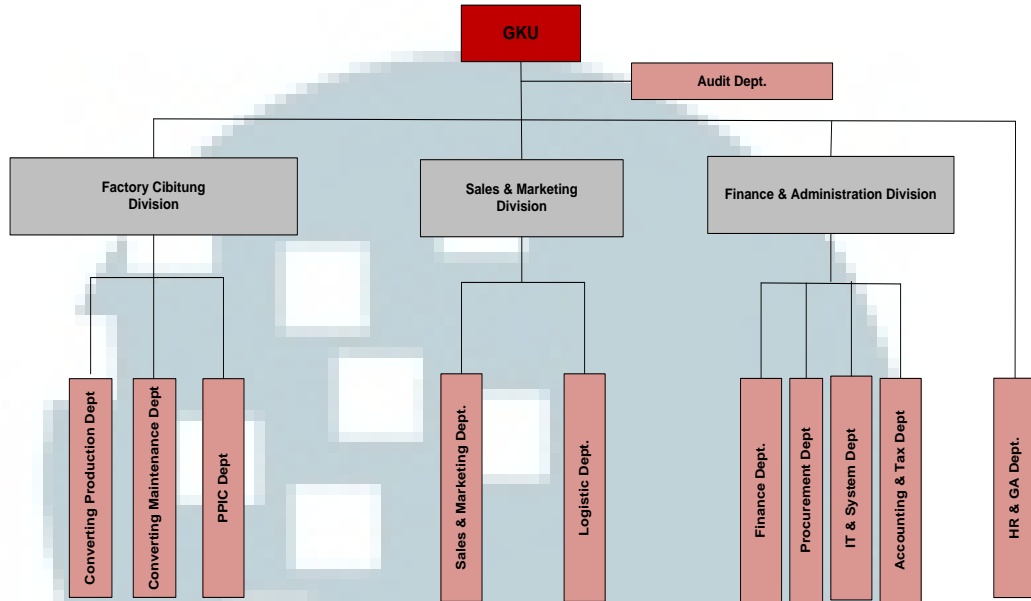 GKU
Audit Dept.
Factory Cibitung
Division
Sales & Marketing
Division
Finance & Administration Division
Converting Production Dept
Converting Maintenance Dept
PPIC Dept
Sales & Marketing Dept.
Logistic Dept.
Finance Dept.
Procurement Dept
IT & System Dept
Accounting & Tax Dept
HR & GA Dept.